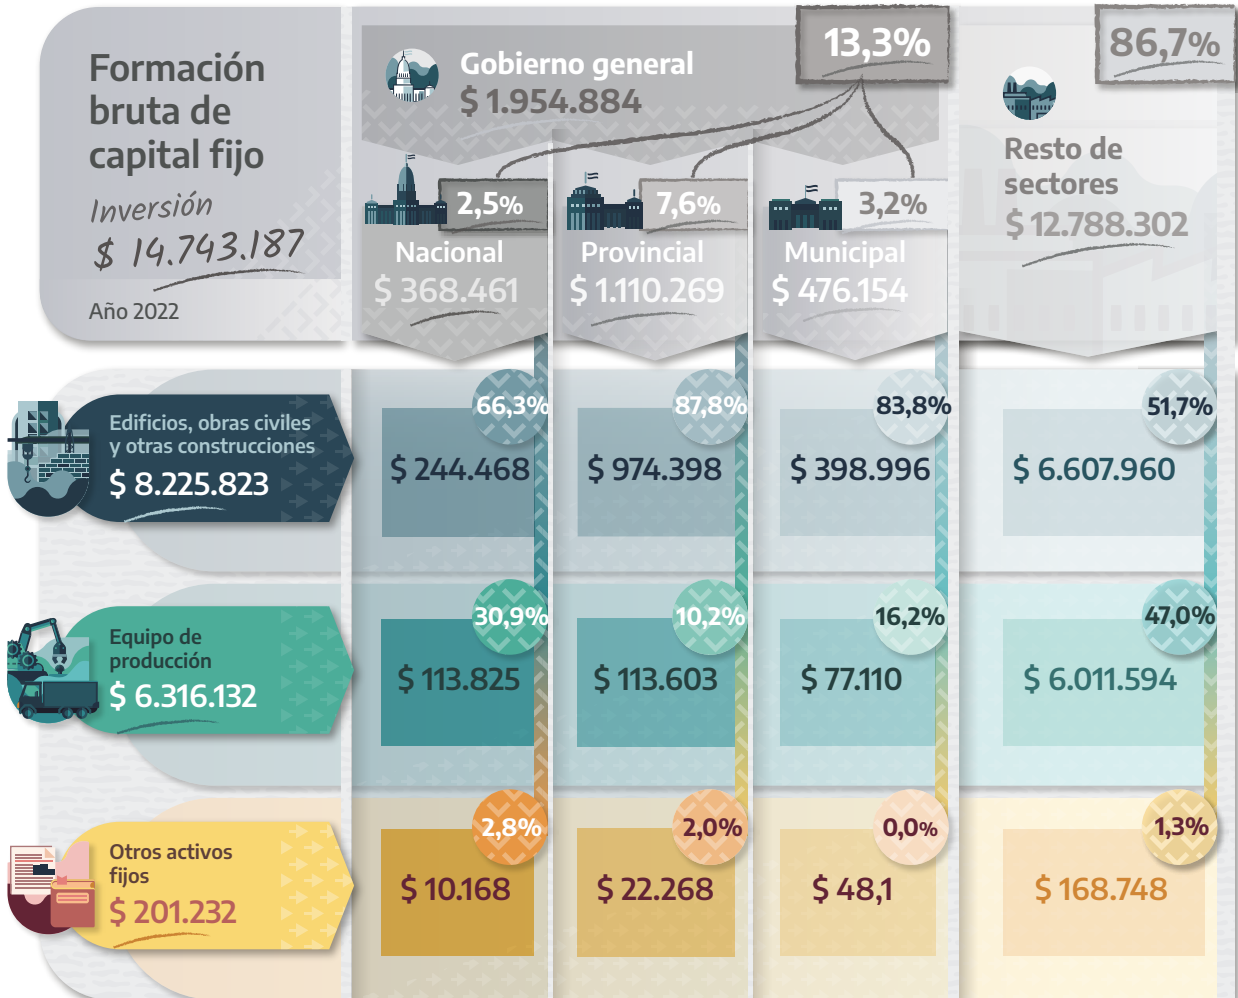 Formación
bruta de
capital fijo
Inversión
$ 14.743.187
Año 2022
Gobierno general
$ 1.954.884
13,3%
86,7%
Resto de
sectores
$ 12.788.302
2,5%
Nacional
$ 368.461
7,6%
Provincial
$ 1.110.269
3,2%
Municipal
$ 476.154
Edificios, obras civiles
y otras construcciones
$ 8.225.823
66,3%
$ 244.468
87,8%
$ 974.398
83,8%
$ 398.996
51,7%
$ 6.607.960
Equipo de
producción
$ 6.316.132
30,9%
$ 113.825
10,2%
$ 113.603
16,2%
$ 77.110
47,0%
$ 6.011.594
Otros activos
fijos
$ 201.232
2,8%
$ 10.168
2,0%
$ 22.268
0,0%
$ 48,1
1,3%
$ 168.748